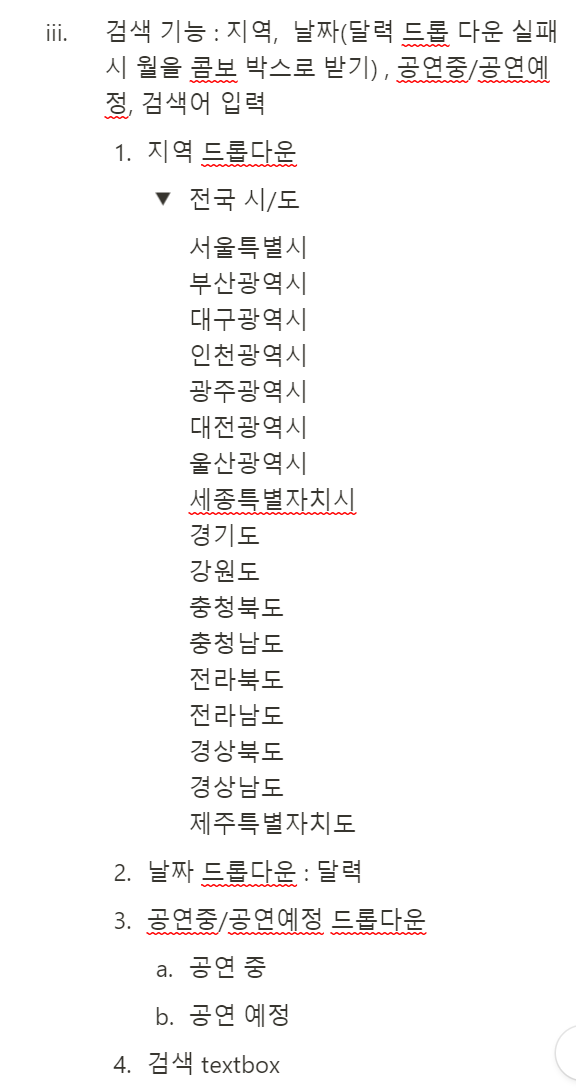 iii. 검색 기능 : 지역,  날짜(달력 드롭 다운 실패
시 월을 콤보 박스로 받기) , 공연중/공연예
정, 검색어 입력
1. 지역 드롭다운
▼ 전국 시/도
서울특별시
부산광역시
대구광역시
인천광역시
광주광역시
대전광역시
울산광역시
세종특별자치시
경기도
강원도
충청북도
충청남도
전라북도
전라남도
경상북도
경상남도
제주특별자치도
2. 날짜 드롭다운 : 달력
3. 공연중/공연예정 드롭다운
a. 공연 중
b. 공연 예정
4. 검색 textbox